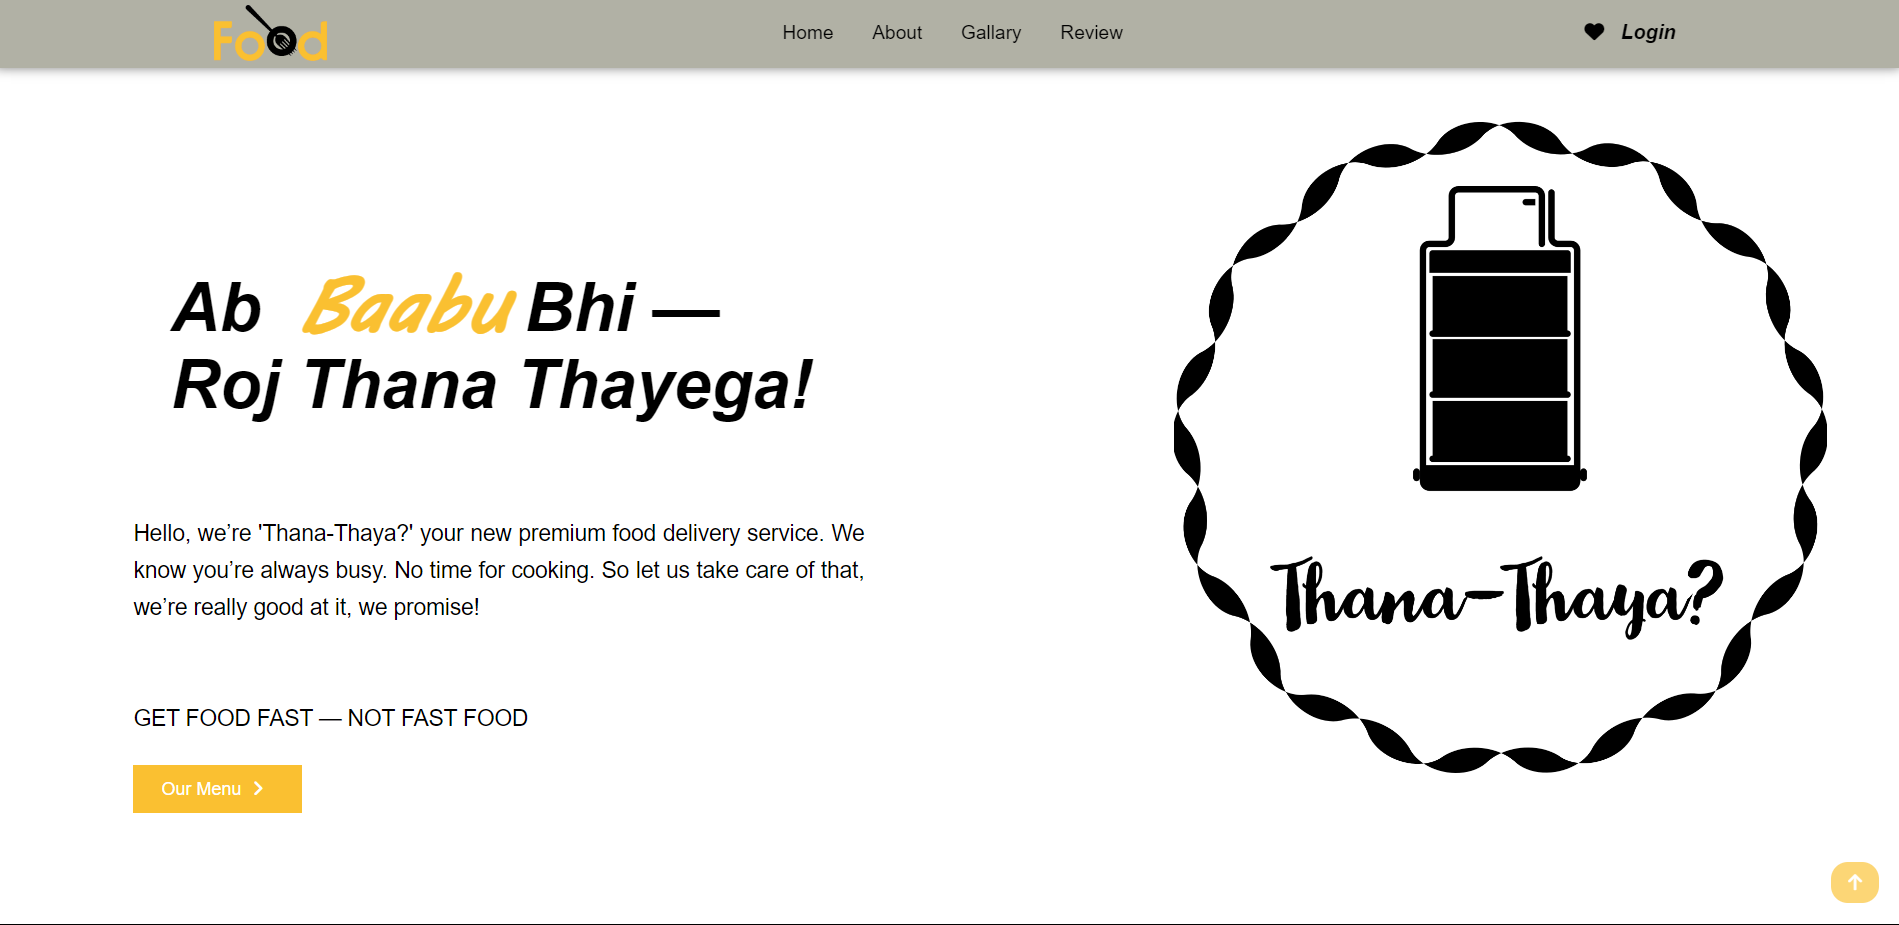 Food
Home About Gallary Review
Login
Ab Baabu Bhi —
Roj Thana Thayega!
Hello, we’re 'Thana-Thaya?' your new premium food delivery service. We
know you’re always busy. No time for cooking. So let us take care of that,
we’re really good at it, we promise!
GET FOOD FAST — NOT FAST FOOD
Our Menu
Thana-Thaya?